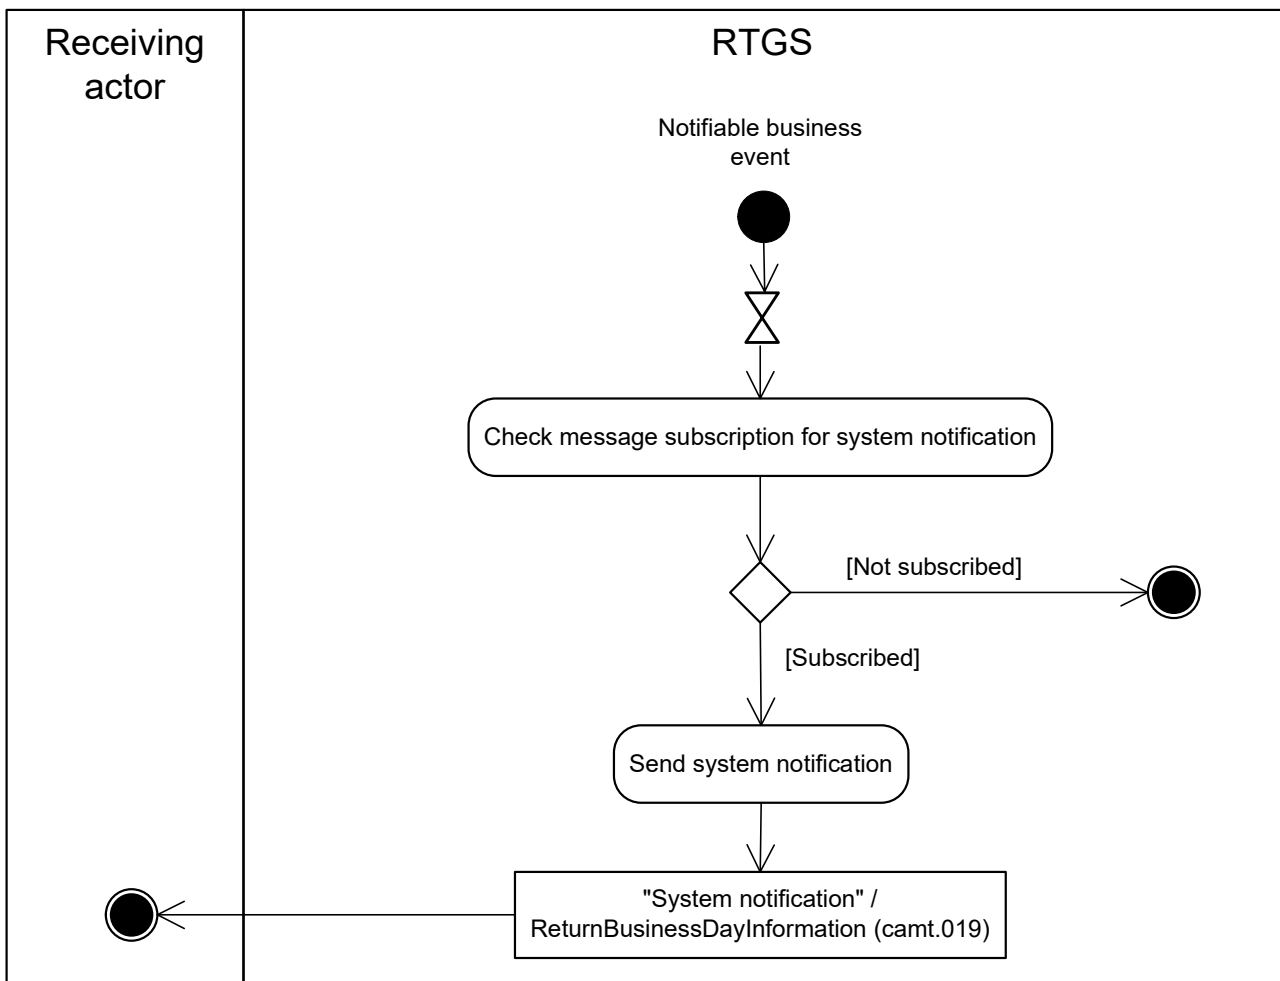 Receiving
actor
RTGS
Notifiable business
event
Check message subscription for system notification
[Not subscribed]
[Subscribed]
Send system notification
"System notification" /
ReturnBusinessDayInformation (camt.019)